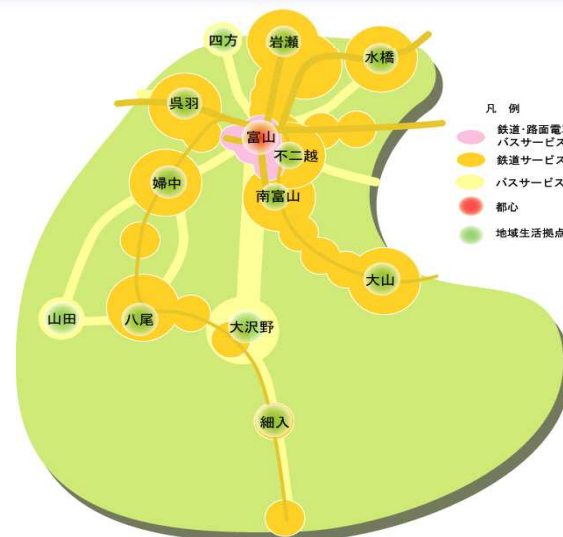 四方
岩瀬
水橋
呉羽
富山
不二越
婦中
南富山
大山
山田
八尾
大沢野
細入
凡 例
鉄道・路面電
バスサービス
鉄道サービス
バスサービス
都心
地域生活拠点